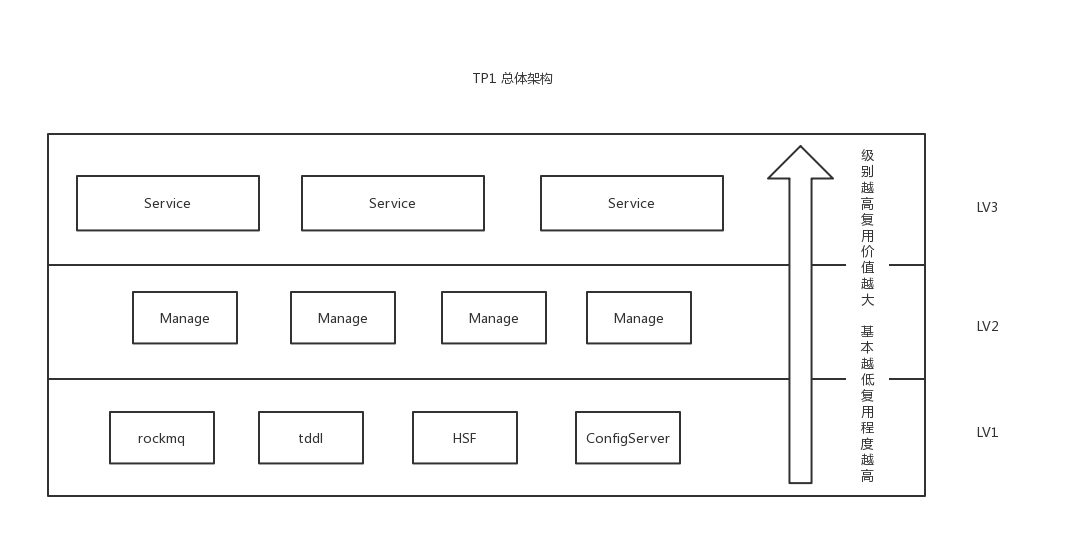 TP1 总体架构
Service
Service
Service
LV3
Manage
Manage
Manage
Manage
LV2
rockmq
tddl
HSF
ConfigServer
LV1
级别越高复用价值越大
基本越低复用程度越高